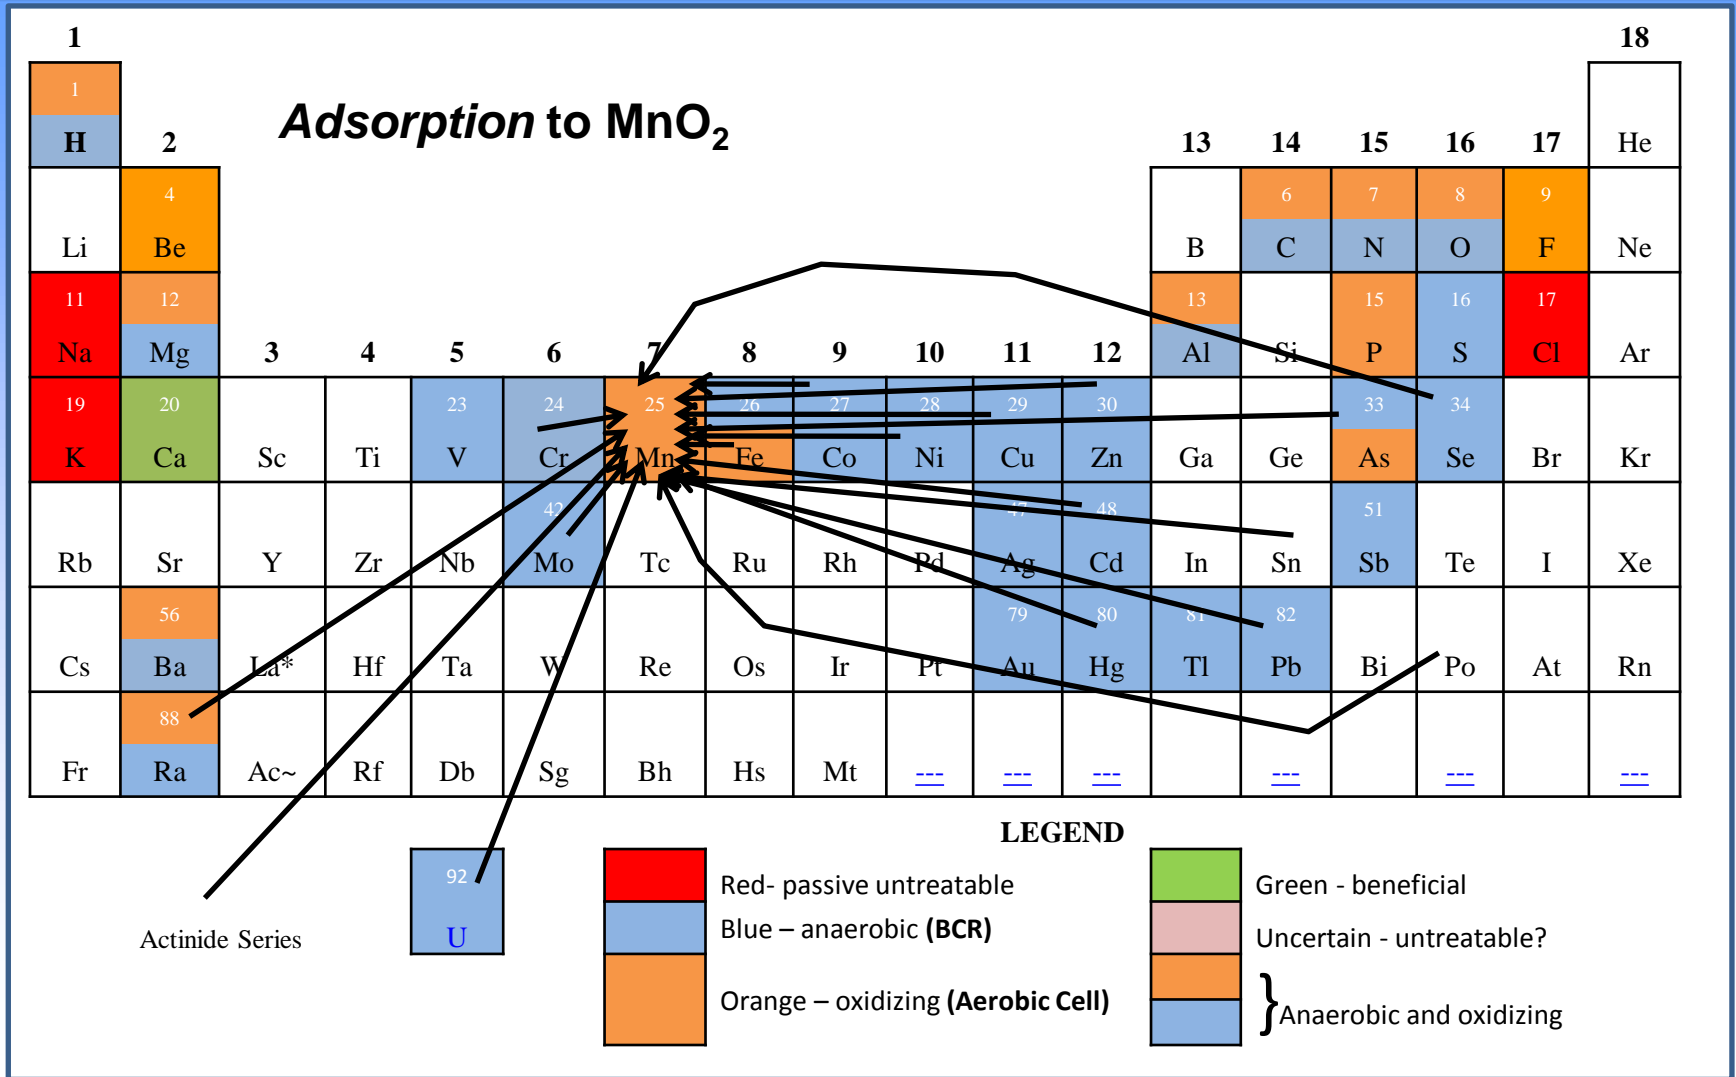 1 18
1
H
Adsorption to MnO₂
2 13 14 15 16 17 He
4 6 7 8 9
Li Be B C N O F Ne
11 12 13 15 16 17
Na Mg 3 4 5 6 7 8 9 10 11 12 Al Si P S Cl Ar
19 20 23 24 25 26 27 28 29 30 33 34
K Ca Sc Ti V Cr Mn Fe Co Ni Cu Zn Ga Ge As Se Br Kr
42 47 48 51
Rb Sr Y Zr Nb Mo Tc Ru Rh Pd Ag Cd In Sn Sb Te I Xe
56 79 80 81 82
Cs Ba La* Hf Ta W Re Os Ir Pt Au Hg Tl Pb Bi Po At Rn
88
Fr Ra Ac~ Rf Db Sg Bh Hs Mt --- --- --- --- --- ---
LEGEND
92
U
Actinide Series
Red- passive untreatable
Blue – anaerobic (BCR)
Orange – oxidizing (Aerobic Cell)
Green - beneficial
Uncertain - untreatable?
} Anaerobic and oxidizing